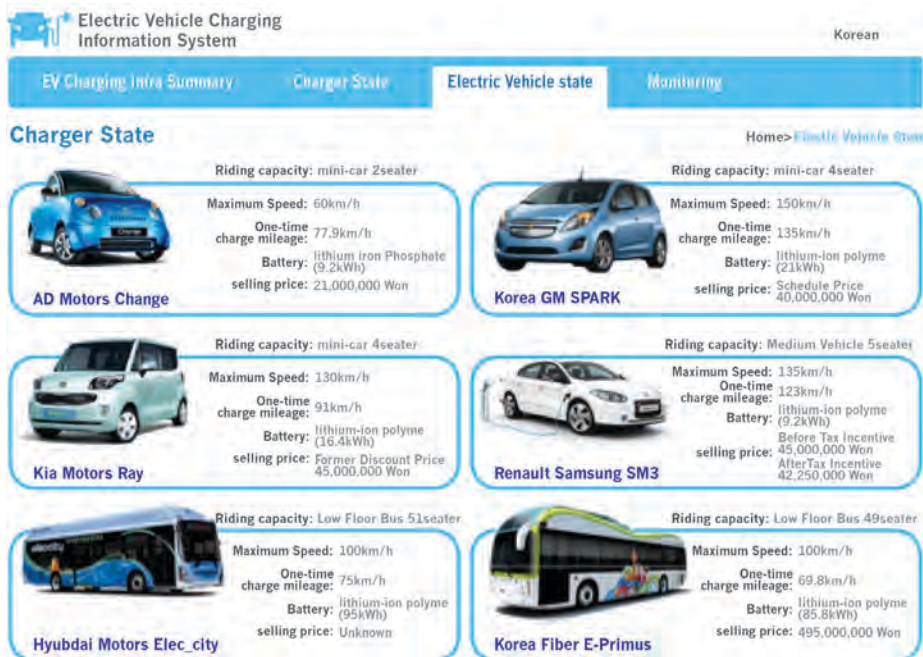 Electric Vehicle Charging
Information System
Korean
EV Charging Infra Summary
Charger State
Electric Vehicle state
Monitoring
Charger State
Home>Electic Vehicle State
Riding capacity: mini-car 2seater
Maximum Speed: 60km/h
One-time
charge mileage: 77.9km/h
Battery: lithium iron Phosphate
(9.2kWh)
selling price: 21,000,000 Won
Change
AD Motors Change
Riding capacity: mini-car 4seater
Maximum Speed: 150km/h
One-time
charge mileage: 135km/h
Battery: lithium-ion polyme
(21kWh)
selling price: Schedule Price
40,000,000 Won
Korea GM SPARK
Riding capacity: mini-car 4seater
Maximum Speed: 130km/h
One-time
charge mileage: 91km/h
Battery: lithium-ion polyme
(16.4kWh)
selling price: Former Discount Price
45,000,000 Won
Kia Motors Ray
Riding capacity: Medium Vehicle 5seater
Maximum Speed: 135km/h
One-time
charge mileage: 123km/h
Battery: lithium-ion polyme
(9.2kWh)
selling price: Before Tax Incentive
45,000,000 Won
AfterTax Incentive
42,250,000 Won
Renault Samsung SM3
Riding capacity: Low Floor Bus 51seater
Maximum Speed: 100km/h
One-time
charge mileage: 75km/h
Battery: lithium-ion polyme
(95kWh)
selling price: Unknown
Hyubdai Motors Elec_city
Riding capacity: Low Floor Bus 49seater
Maximum Speed: 100km/h
One-time
charge mileage: 69.8km/h
Battery: lithium-ion polyme
(85.8kWh)
selling price: 495,000,000 Won
Korea Fiber E-Primus